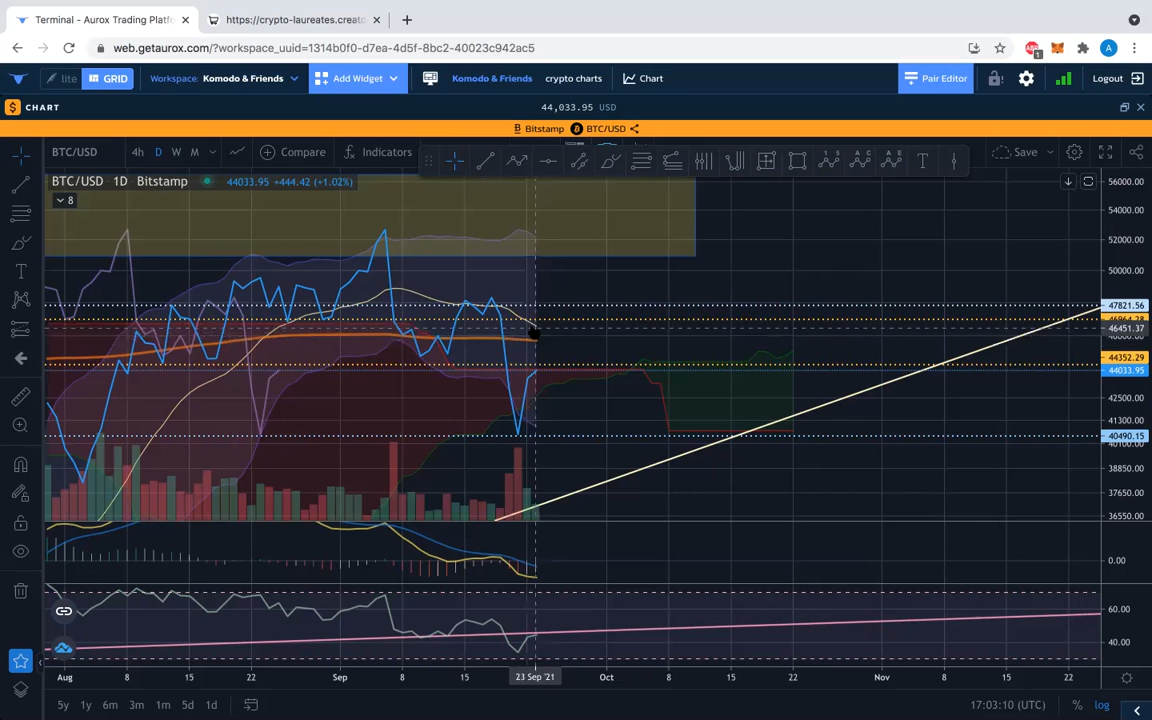 Terminal - Aurox Trading Platfo
https://crypto-laureates.creato
web.getaurox.com/?workspace_uuid=1314b0f0-d7ea-4d5f-8bc2-40023c942ac5
1
A
lite GRID Workspace: Komodo & Friends Add Widget Komodo & Friends crypto charts Chart Pair Editor Logout
$ CHART 44,033.95 USD
Bitstamp BTC/USD
BTC/USD 4h D W M Compare Indicators Save
BTC/USD 1D Bitstamp 44033.95 +444.42 (+1.02%)
8
56000.00
54000.00
52000.00
50000.00
47821.56
46451.37
44352.29
44033.95
42500.00
41300.00
40490.15
38850.00
37650.00
36550.00
0.00
60.00
40.00
Aug 8 15 22 Sep 8 15 23 Sep '21 Oct 8 15 22 Nov 8 15 22
5y 1y 6m 3m 1m 5d 1d 17:03:10 (UTC) % log